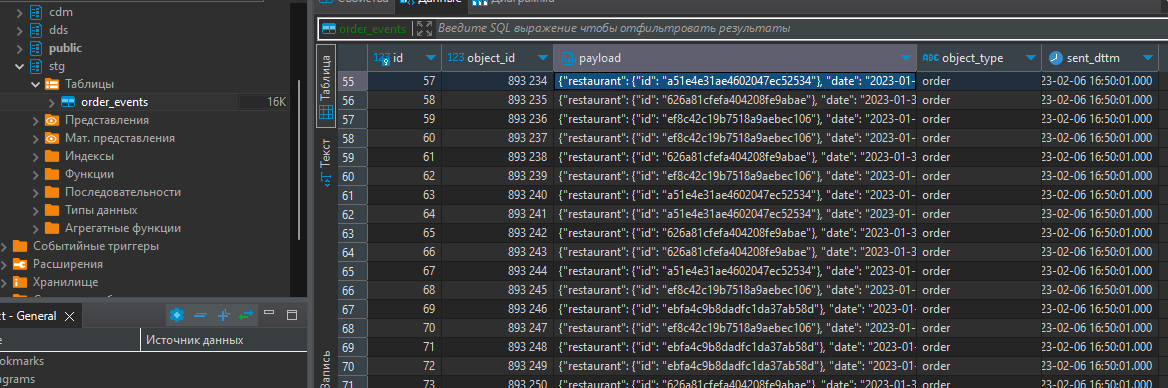 Свойства Данные Диаграмма
cdm
dds
public
stg
Таблицы
order_events 16K
Представления
Мат. представления
Индексы
Функции
Последовательности
Типы данных
Агрегатные функции
Событийные триггеры
Расширения
Хранилище
ct - General
Источник данных
okmarks
agrams
order_events Введите SQL выражение чтобы отфильтровать результаты
Таблица
Текст
Запись
123 id 123 object_id payload ABC object_type sent_dttm
55 57 893 234 {"restaurant": {"id": "a51e4e31ae4602047ec52534"}, "date": "2023-01- order 23-02-06 16:50:01.000
56 58 893 235 {"restaurant": {"id": "626a81cfefa404208fe9abae"}, "date": "2023-01-3 order 23-02-06 16:50:01.000
57 59 893 236 {"restaurant": {"id": "ef8c42c19b7518a9aebec106"}, "date": "2023-01- order 23-02-06 16:50:01.000
58 60 893 237 {"restaurant": {"id": "ef8c42c19b7518a9aebec106"}, "date": "2023-01- order 23-02-06 16:50:01.000
59 61 893 238 {"restaurant": {"id": "626a81cfefa404208fe9abae"}, "date": "2023-01-3 order 23-02-06 16:50:01.000
60 62 893 239 {"restaurant": {"id": "ef8c42c19b7518a9aebec106"}, "date": "2023-01- order 23-02-06 16:50:01.000
61 63 893 240 {"restaurant": {"id": "a51e4e31ae4602047ec52534"}, "date": "2023-01- order 23-02-06 16:50:01.000
62 64 893 241 {"restaurant": {"id": "a51e4e31ae4602047ec52534"}, "date": "2023-01- order 23-02-06 16:50:01.000
63 65 893 242 {"restaurant": {"id": "626a81cfefa404208fe9abae"}, "date": "2023-01-3 order 23-02-06 16:50:01.000
64 66 893 243 {"restaurant": {"id": "626a81cfefa404208fe9abae"}, "date": "2023-01-3 order 23-02-06 16:50:01.000
65 67 893 244 {"restaurant": {"id": "a51e4e31ae4602047ec52534"}, "date": "2023-01- order 23-02-06 16:50:01.000
66 68 893 245 {"restaurant": {"id": "ef8c42c19b7518a9aebec106"}, "date": "2023-01- order 23-02-06 16:50:01.000
67 69 893 246 {"restaurant": {"id": "ebfa4c9b8dadfc1da37ab58d"}, "date": "2023-01- order 23-02-06 16:50:01.000
68 70 893 247 {"restaurant": {"id": "ef8c42c19b7518a9aebec106"}, "date": "2023-01- order 23-02-06 16:50:01.000
69 71 893 248 {"restaurant": {"id": "ebfa4c9b8dadfc1da37ab58d"}, "date": "2023-01- order 23-02-06 16:50:01.000
70 72 893 249 {"restaurant": {"id": "ebfa4c9b8dadfc1da37ab58d"}, "date": "2023-01- order 23-02-06 16:50:01.000
71 73 893 250 {"restaurant": {"id": "626a81cfefa404208fe9abae"}, "date": "2023-01-3 order 23-02-06 16:50:01.000